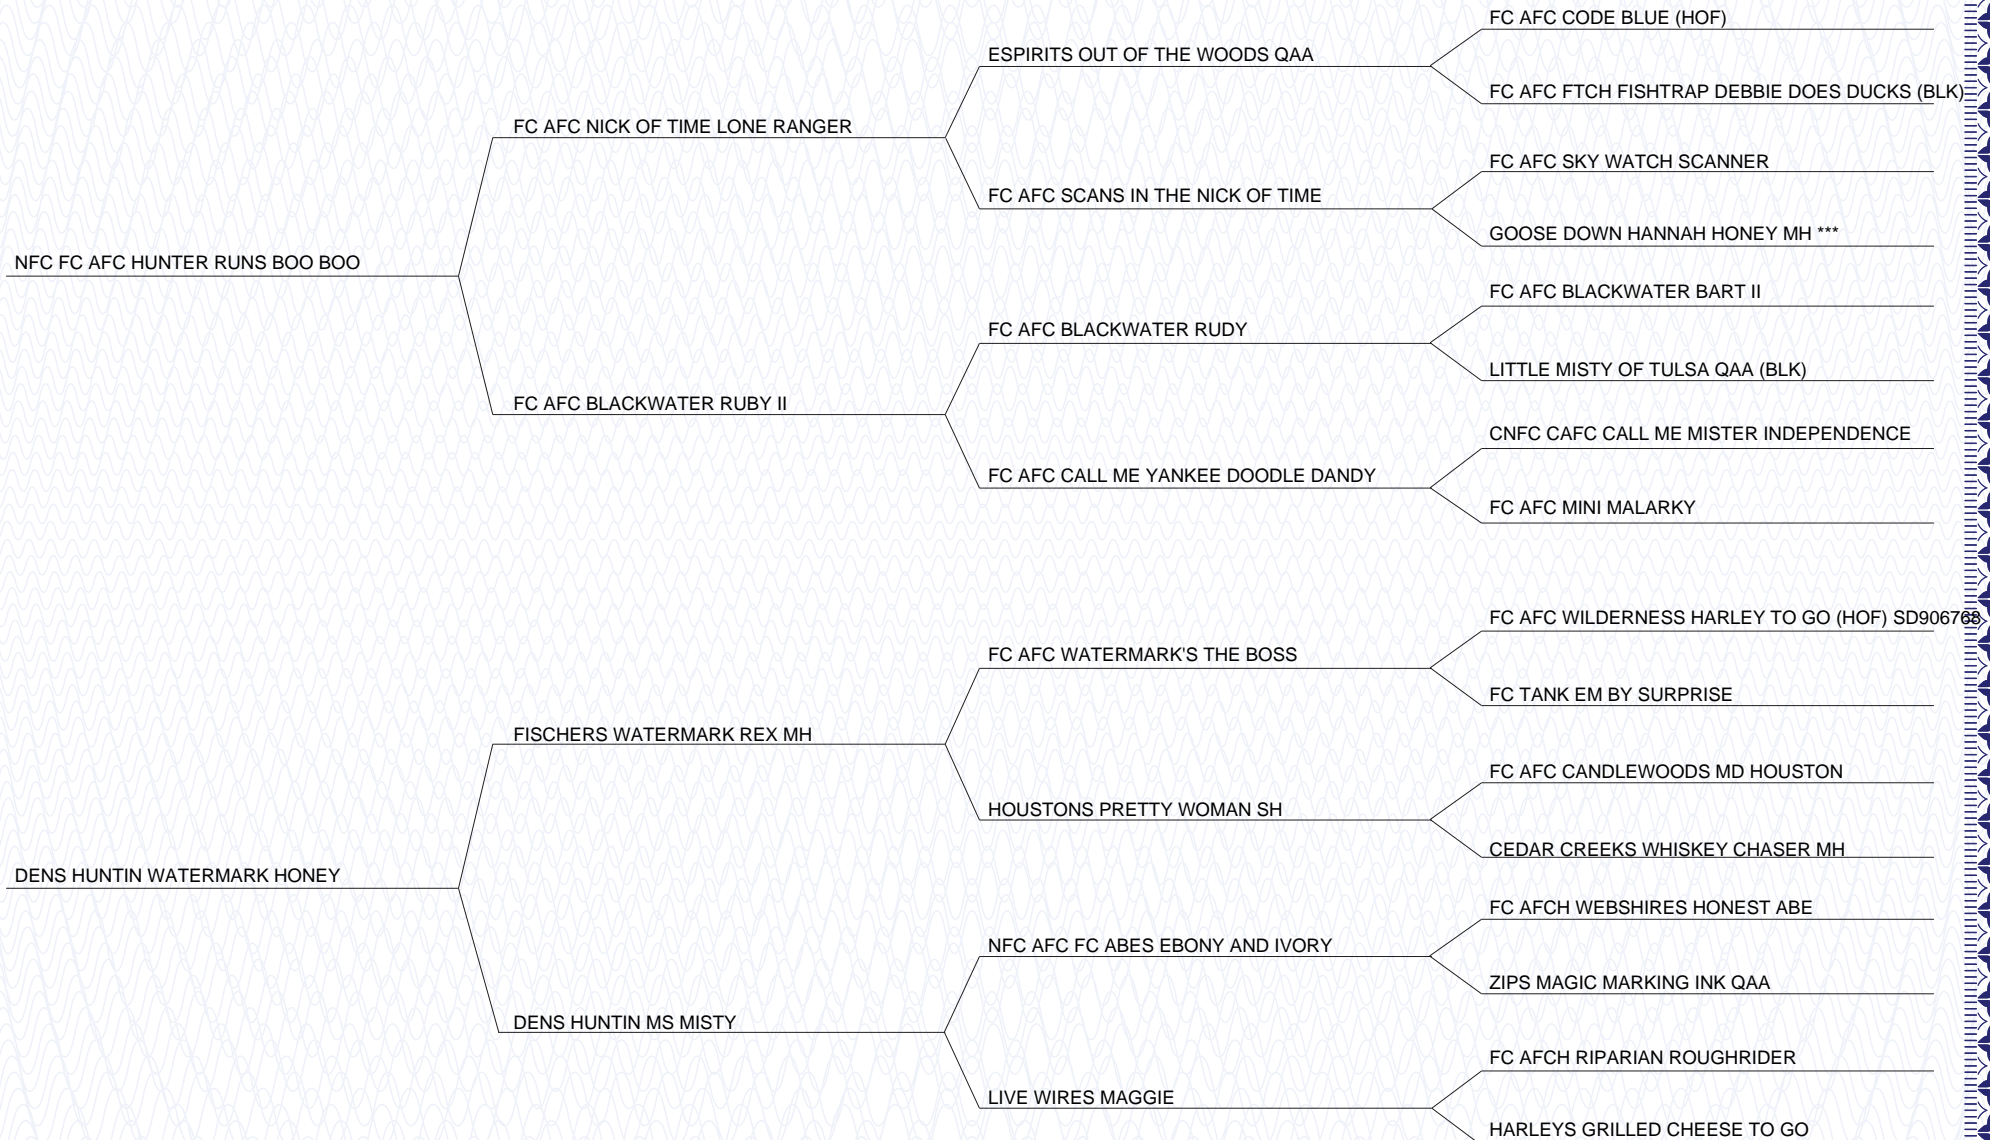 FC AFC CODE BLUE (HOF)
ESPIRITS OUT OF THE WOODS QAA
FC AFC FTCH FISHTRAP DEBBIE DOES DUCKS (BLK)
FC AFC NICK OF TIME LONE RANGER
FC AFC SKY WATCH SCANNER
FC AFC SCANS IN THE NICK OF TIME
GOOSE DOWN HANNAH HONEY MH ***
NFC FC AFC HUNTER RUNS BOO BOO
FC AFC BLACKWATER BART II
FC AFC BLACKWATER RUDY
LITTLE MISTY OF TULSA QAA (BLK)
FC AFC BLACKWATER RUBY II
CNFC CAFC CALL ME MISTER INDEPENDENCE
FC AFC CALL ME YANKEE DOODLE DANDY
FC AFC MINI MALARKY
FC AFC WILDERNESS HARLEY TO GO (HOF) SD906768
FC AFC WATERMARK'S THE BOSS
FC TANK EM BY SURPRISE
FISCHERS WATERMARK REX MH
FC AFC CANDLEWOODS MD HOUSTON
HOUSTONS PRETTY WOMAN SH
CEDAR CREEKS WHISKEY CHASER MH
DENS HUNTIN WATERMARK HONEY
FC AFCH WEBSHIRES HONEST ABE
NFC AFC FC ABES EBONY AND IVORY
ZIPS MAGIC MARKING INK QAA
DENS HUNTIN MS MISTY
FC AFCH RIPARIAN ROUGHRIDER
LIVE WIRES MAGGIE
HARLEYS GRILLED CHEESE TO GO